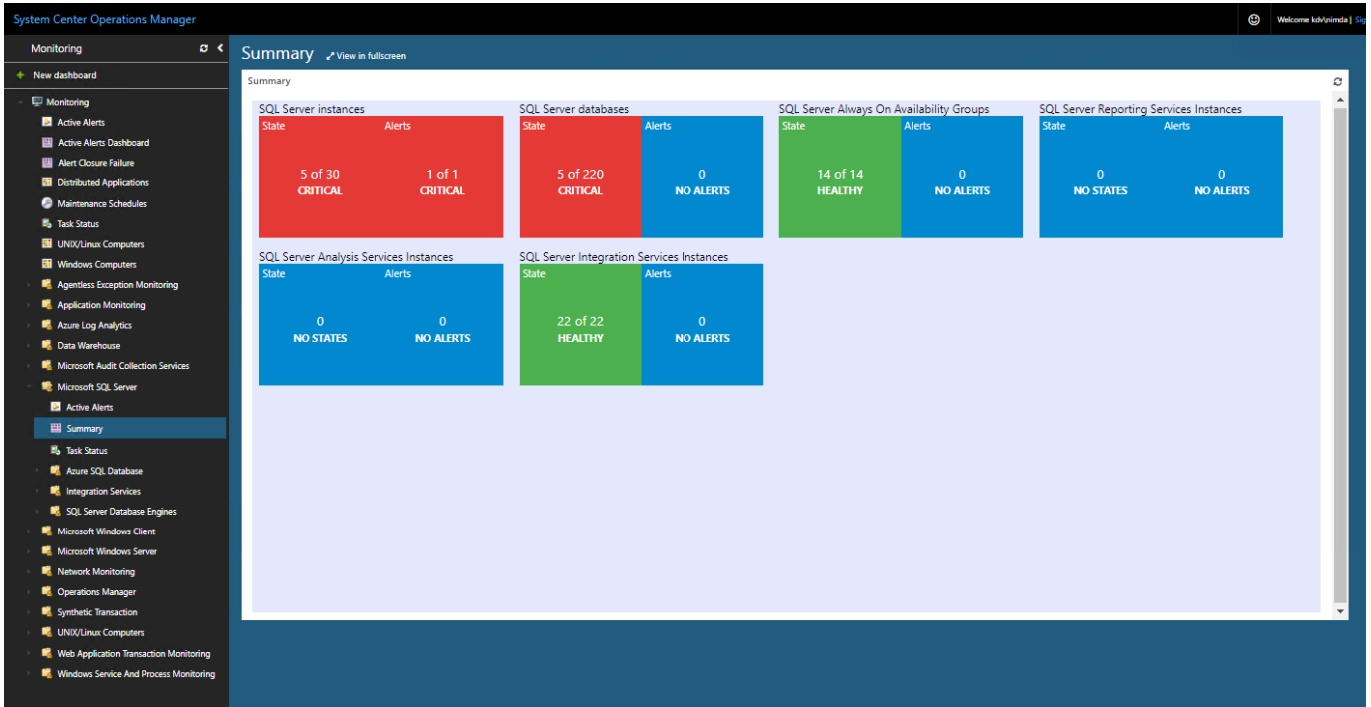 System Center Operations Manager
Welcome kdv\nimda | Sig
Monitoring
New dashboard
Monitoring
Active Alerts
Active Alerts Dashboard
Alert Closure Failure
Distributed Applications
Maintenance Schedules
Task Status
UNIX/Linux Computers
Windows Computers
Agentless Exception Monitoring
Application Monitoring
Azure Log Analytics
Data Warehouse
Microsoft Audit Collection Services
Microsoft SQL Server
Active Alerts
Summary
Task Status
Azure SQL Database
Integration Services
SQL Server Database Engines
Microsoft Windows Client
Microsoft Windows Server
Network Monitoring
Operations Manager
Synthetic Transaction
UNIX/Linux Computers
Web Application Transaction Monitoring
Windows Service And Process Monitoring
Summary View in fullscreen
Summary
SQL Server instances
State Alerts
5 of 30 1 of 1
CRITICAL CRITICAL
SQL Server databases
State Alerts
5 of 220 0
CRITICAL NO ALERTS
SQL Server Always On Availability Groups
State Alerts
14 of 14 0
HEALTHY NO ALERTS
SQL Server Reporting Services Instances
State Alerts
0 0
NO STATES NO ALERTS
SQL Server Analysis Services Instances
State Alerts
0 0
NO STATES NO ALERTS
SQL Server Integration Services Instances
State Alerts
22 of 22 0
HEALTHY NO ALERTS